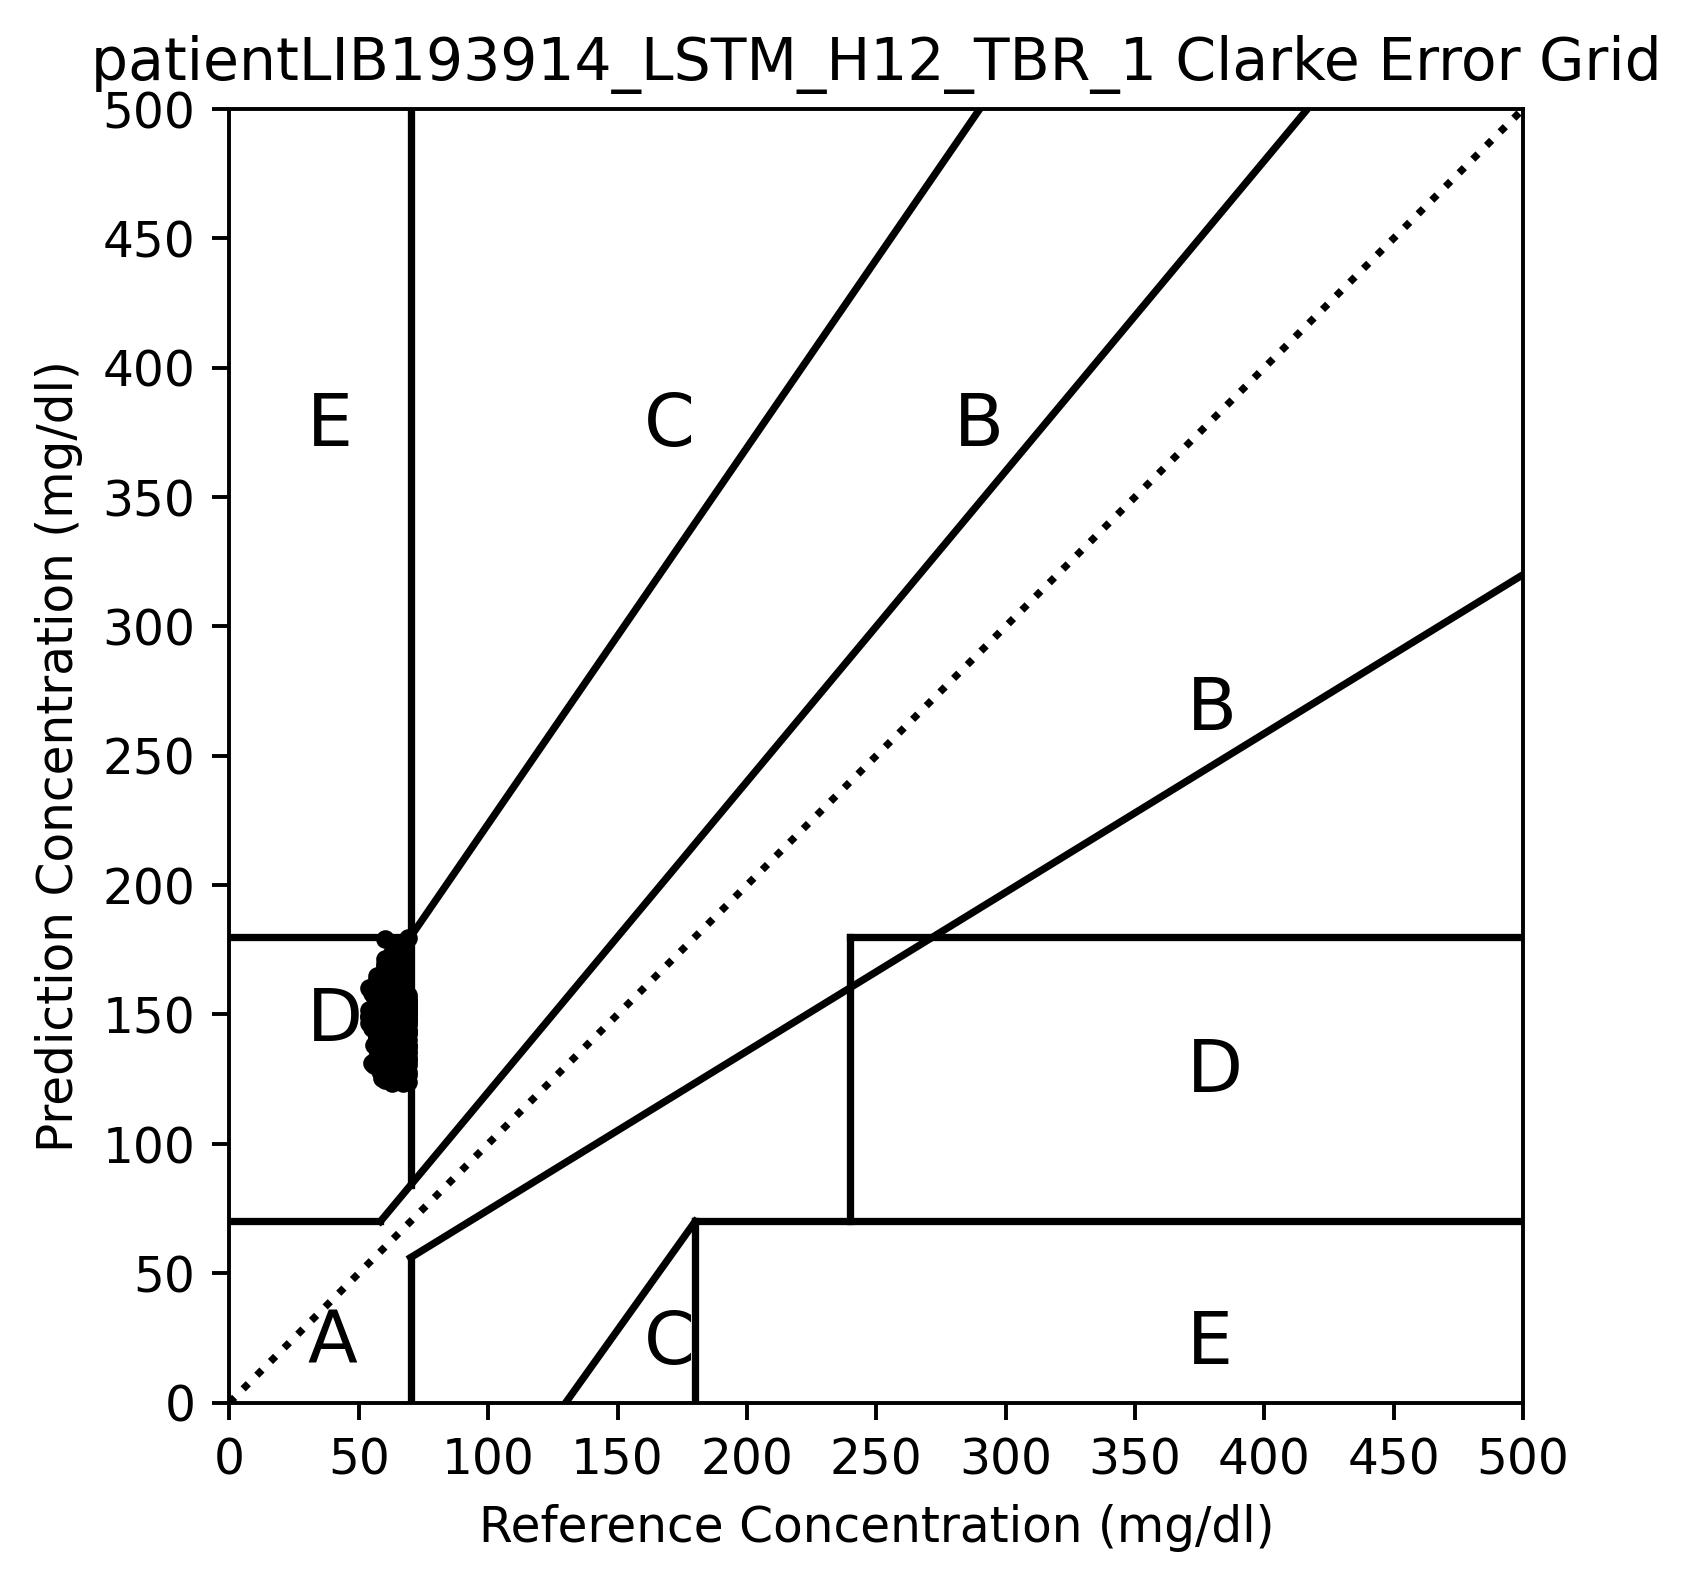 patientLIB193914_LSTM_H12_TBR_1 Clarke Error Grid
500
450
400
350
300
250
200
150
100
50
0
Prediction Concentration (mg/dl)
E
C
B
B
D
D
A
C
E
0 50 100 150 200 250 300 350 400 450 500
Reference Concentration (mg/dl)